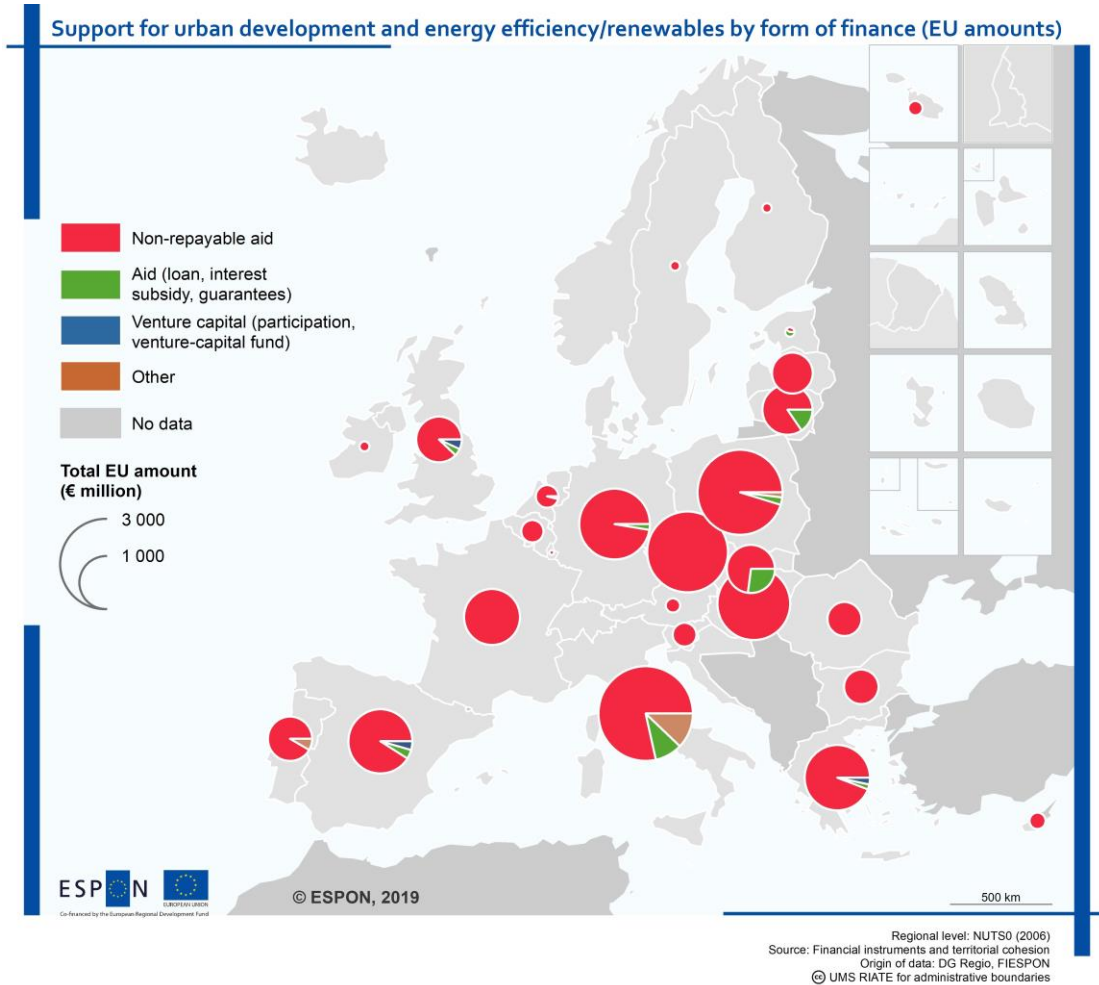 Support for urban development and energy efficiency/renewables by form of finance (EU amounts)
Non-repayable aid
Aid (loan, interest
subsidy, guarantees)
Venture capital (participation,
venture-capital fund)
Other
No data
Total EU amount
(€ million)
3 000
1 000
ESPON
EUROPEAN UNION
Co-financed by the European Regional Development Fund
© ESPON, 2019
500 km
Regional level: NUTS0 (2006)
Source: Financial instruments and territorial cohesion
Origin of data: DG Regio, FIESPON
🅭 UMS RIATE for administrative boundaries